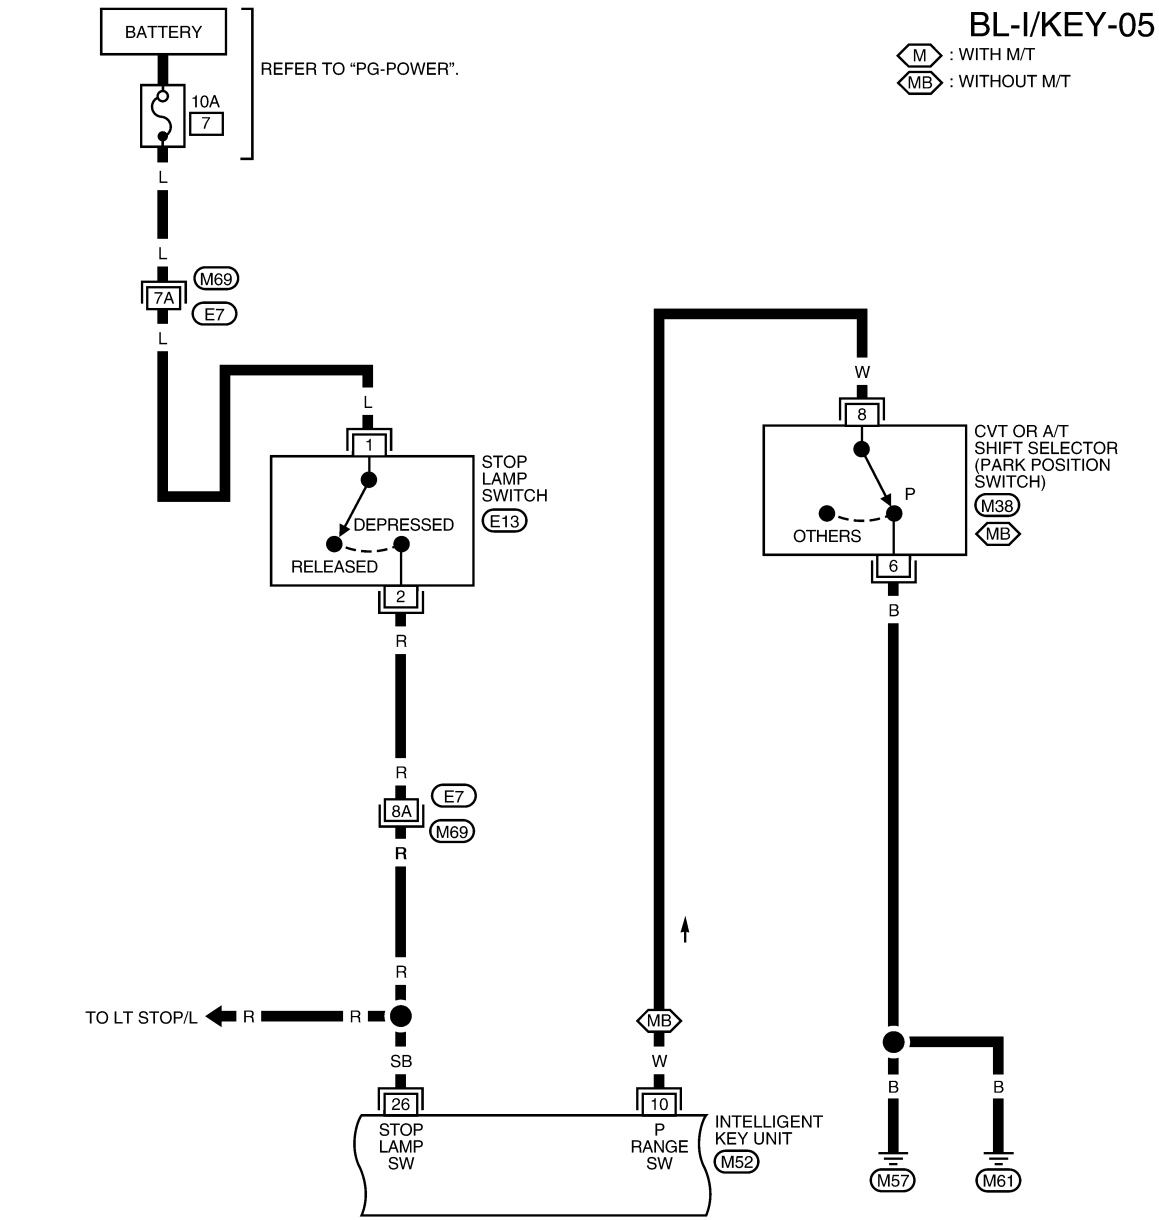 BL-I/KEY-05
M : WITH M/T
MB : WITHOUT M/T
BATTERY
REFER TO “PG-POWER”.
10A
7
L
L
M69
7A
E7
L
L
1
STOP
LAMP
SWITCH
E13
DEPRESSED
RELEASED
2
R
R
E7
8A
M69
R
R
TO LT STOP/L
R
R
SB
26
STOP
LAMP
SW
W
8
CVT OR A/T
SHIFT SELECTOR
(PARK POSITION
SWITCH)
M38
MB
P
OTHERS
6
B
MB
W
10
P
RANGE
SW
INTELLIGENT
KEY UNIT
M52
B
B
M57
M61